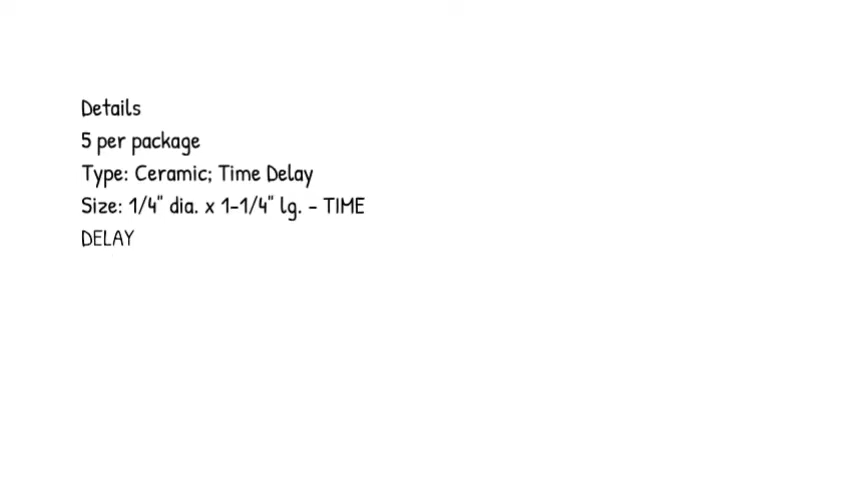 Details
5 per package
Type: Ceramic; Time Delay
Size: 1/4" dia. x 1-1/4" lg. - TIME
DELAY